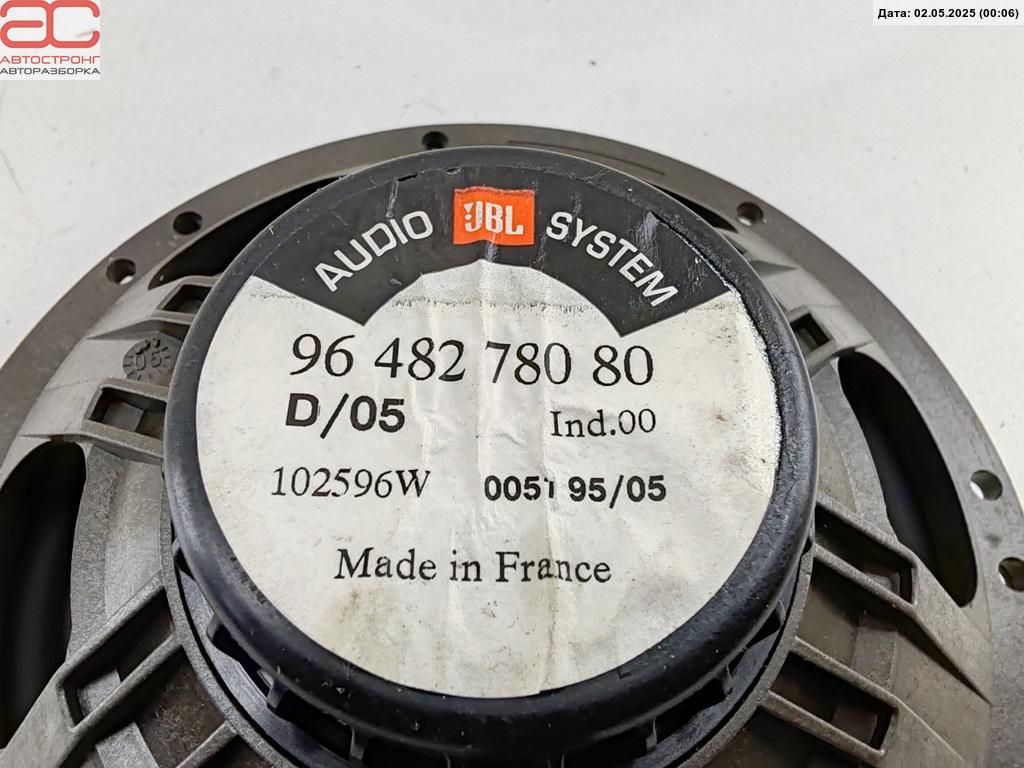 АС
АВТОСТРОНГ
АВТОРАЗБОРКА
Дата: 02.05.2025 (00:06)
AUDIO JBL SYSTEM
96 482 780 80
D/05 Ind.00
102596W 95/05
Made in France
05